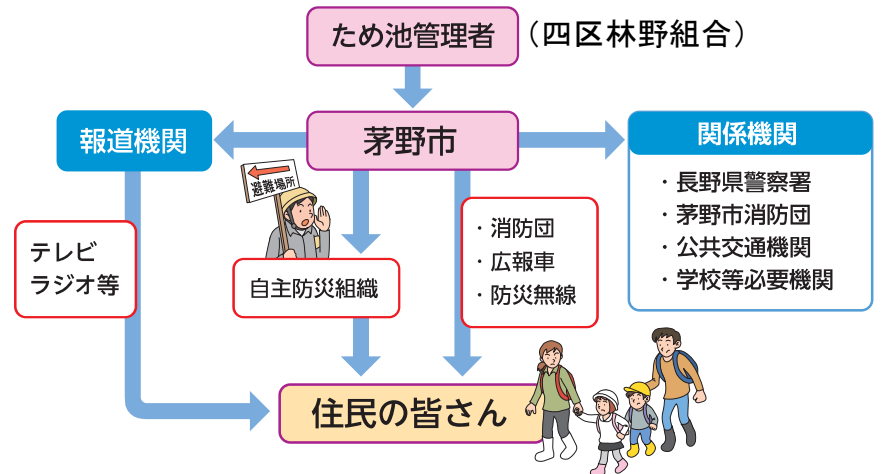 ため池管理者
（四区林野組合）
報道機関
茅野市
関係機関
・長野県警察署
・茅野市消防団
・公共交通機関
・学校等必要機関
避難場所
テレビ
ラジオ等
自主防災組織
・消防団
・広報車
・防災無線
住民の皆さん